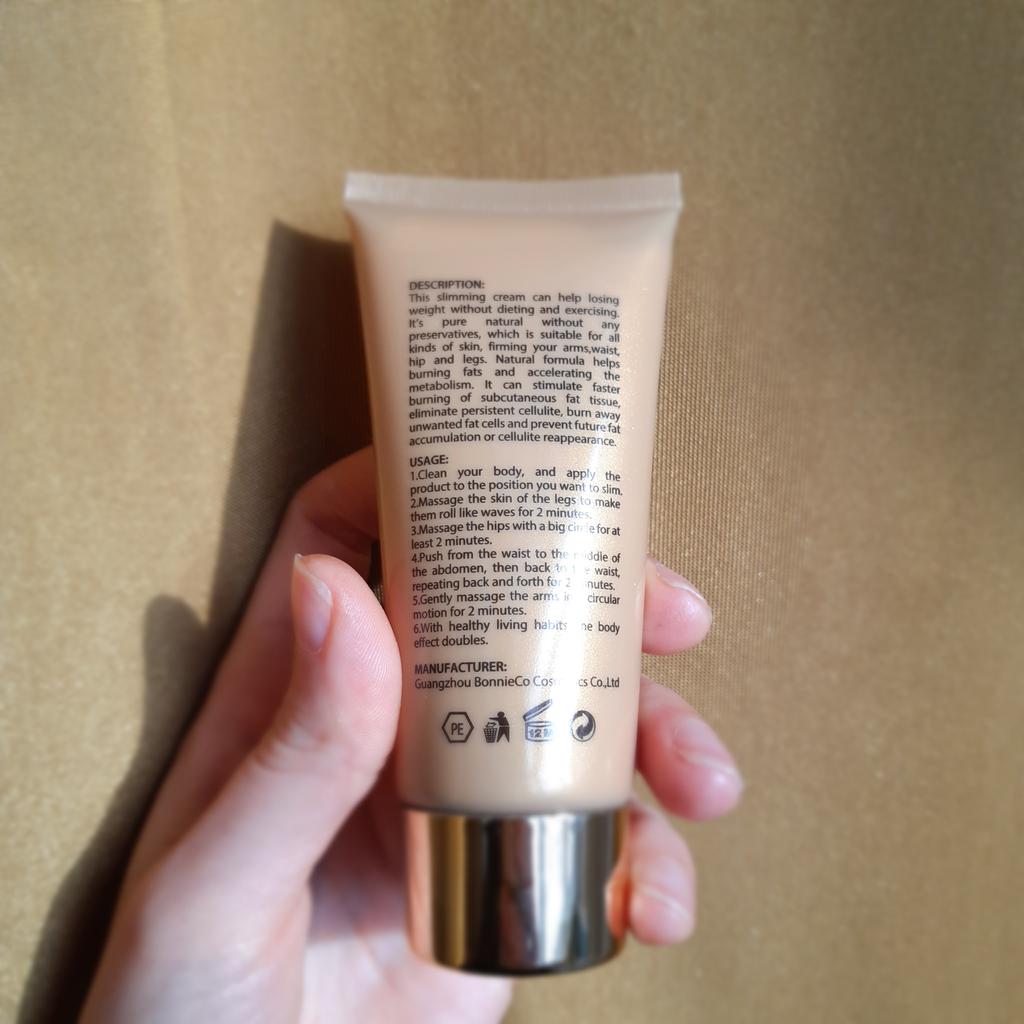 DESCRIPTION:
This slimming cream can help losing
weight without dieting and exercising.
It's pure natural without any
preservatives, which is suitable for all
kinds of skin, firming your arms,waist,
hip and legs. Natural formula helps
burning fats and accelerating the
metabolism. It can stimulate faster
burning of subcutaneous fat tissue,
eliminate persistent cellulite, burn away
unwanted fat cells and prevent future fat
accumulation or cellulite reappearance.
USAGE:
1.Clean your body, and apply the
product to the position you want to slim.
2.Massage the skin of the legs to make
them roll like waves for 2 minutes.
3.Massage the hips with a big circle for at
least 2 minutes.
4.Push from the waist to the middle of
the abdomen, then back to the waist,
repeating back and forth for 2 minutes.
5.Gently massage the arms in circular
motion for 2 minutes.
6.With healthy living habits, the body
effect doubles.
MANUFACTURER:
Guangzhou BonnieCo Cosmetics Co.,Ltd
PE
12M